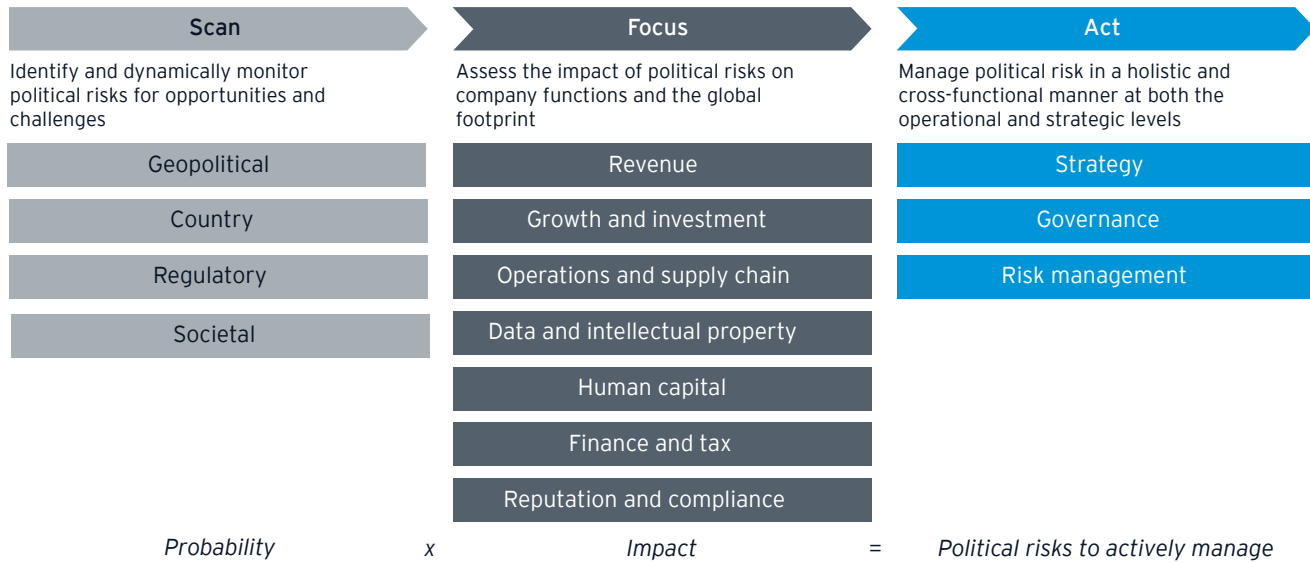 Scan
Identify and dynamically monitor
political risks for opportunities and
challenges
Geopolitical
Country
Regulatory
Societal
Focus
Assess the impact of political risks on
company functions and the global
footprint
Revenue
Growth and investment
Operations and supply chain
Data and intellectual property
Human capital
Finance and tax
Reputation and compliance
Act
Manage political risk in a holistic and
cross-functional manner at both the
operational and strategic levels
Strategy
Governance
Risk management
Probability x Impact = Political risks to actively manage